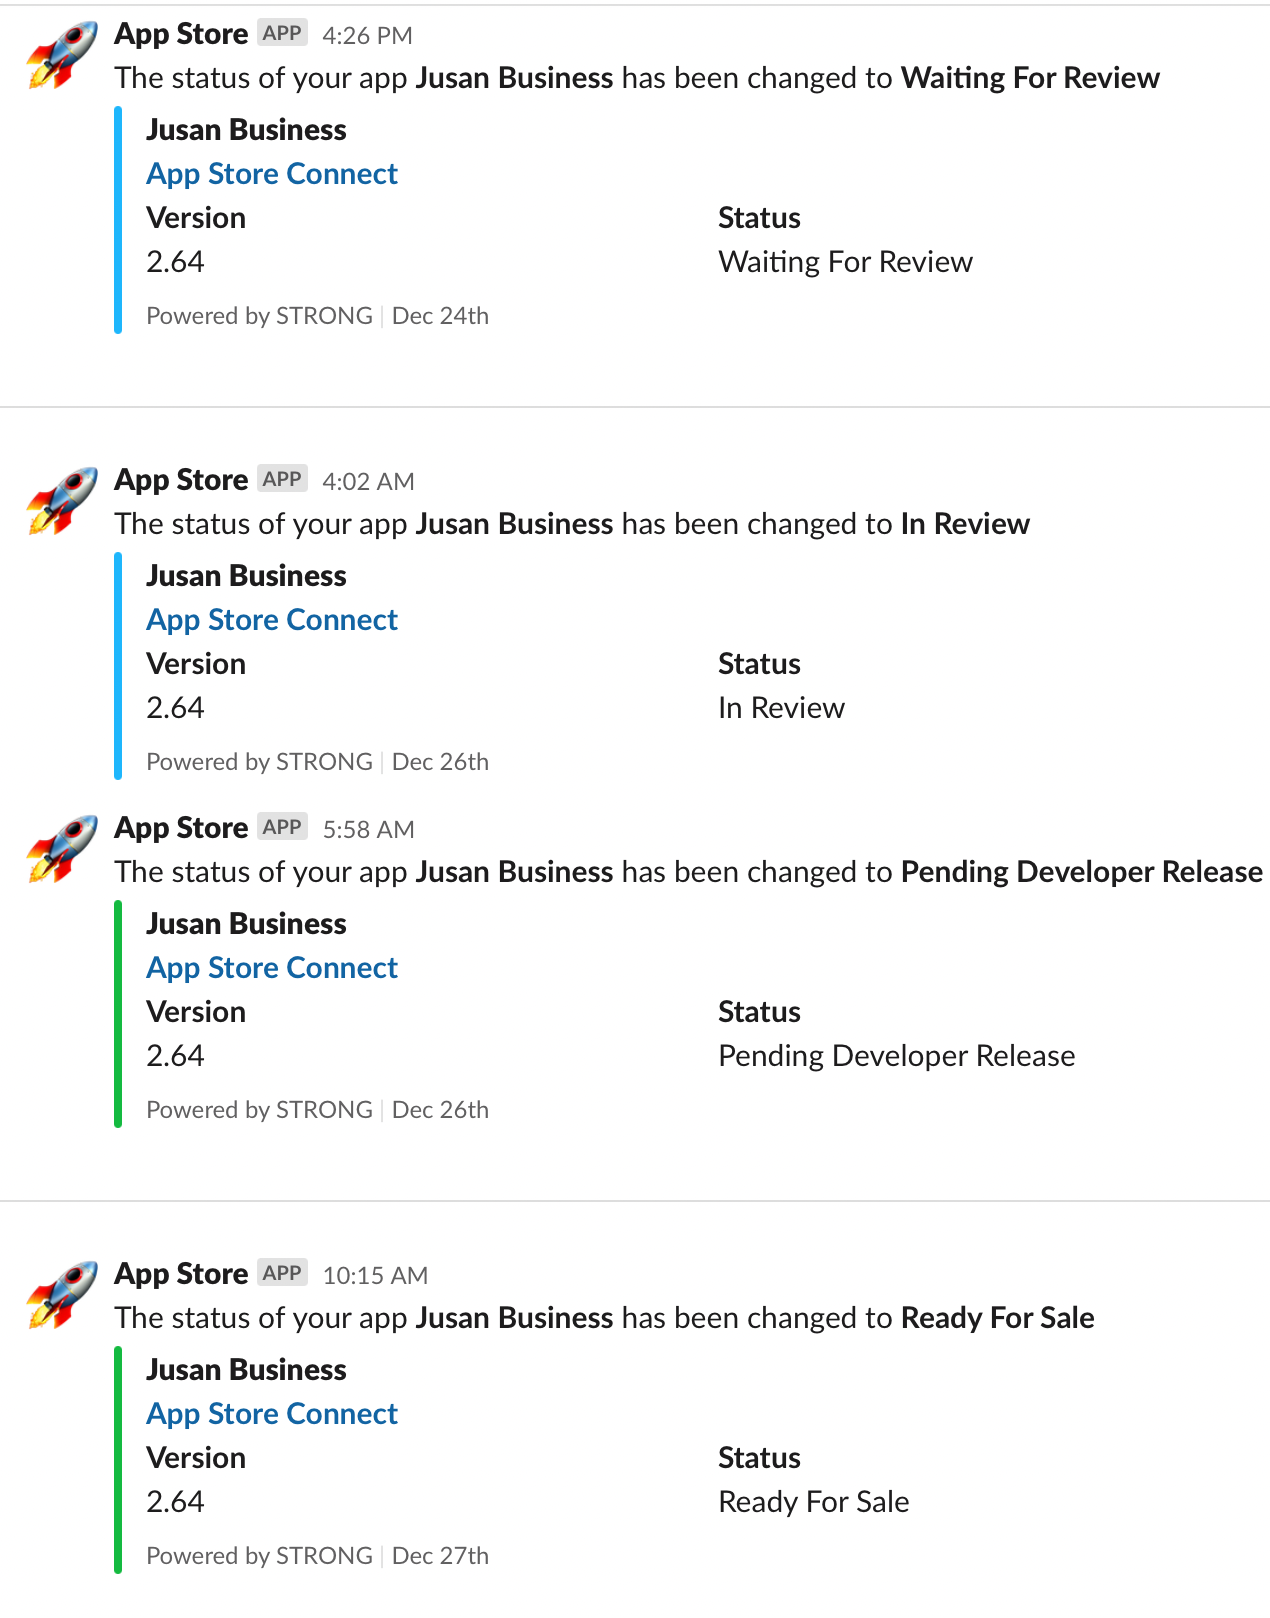 App Store APP 4:26 PM
The status of your app Jusan Business has been changed to Waiting For Review
Jusan Business
App Store Connect
Version Status
2.64 Waiting For Review
Powered by STRONG | Dec 24th
App Store APP 4:02 AM
The status of your app Jusan Business has been changed to In Review
Jusan Business
App Store Connect
Version Status
2.64 In Review
Powered by STRONG | Dec 26th
App Store APP 5:58 AM
The status of your app Jusan Business has been changed to Pending Developer Release
Jusan Business
App Store Connect
Version Status
2.64 Pending Developer Release
Powered by STRONG | Dec 26th
App Store APP 10:15 AM
The status of your app Jusan Business has been changed to Ready For Sale
Jusan Business
App Store Connect
Version Status
2.64 Ready For Sale
Powered by STRONG | Dec 27th